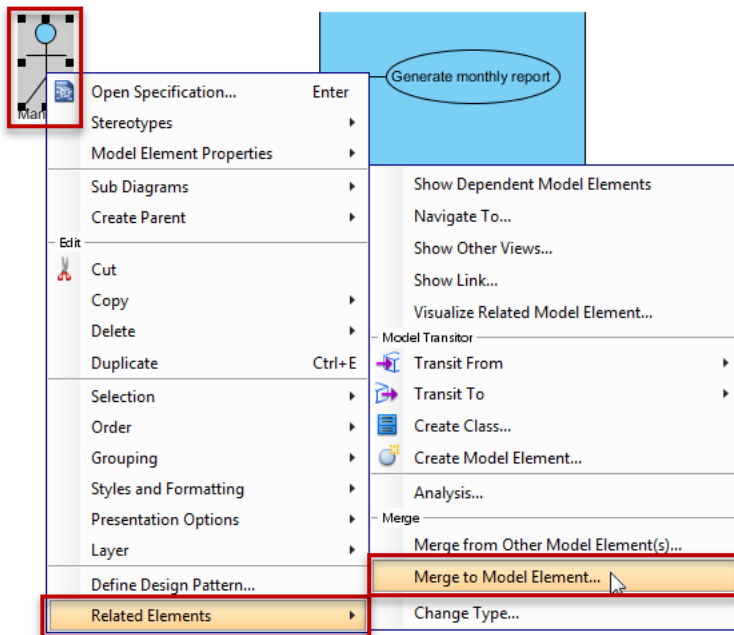 Generate monthly report
Man
Open Specification... Enter
Stereotypes
Model Element Properties
Sub Diagrams
Create Parent
Edit
Cut
Copy
Delete
Duplicate Ctrl+E
Selection
Order
Grouping
Styles and Formatting
Presentation Options
Layer
Define Design Pattern...
Related Elements
Show Dependent Model Elements
Navigate To...
Show Other Views...
Show Link...
Visualize Related Model Element...
Model Transitor
Transit From
Transit To
Create Class...
Create Model Element...
Analysis...
Merge
Merge from Other Model Element(s)...
Merge to Model Element...
Change Type...